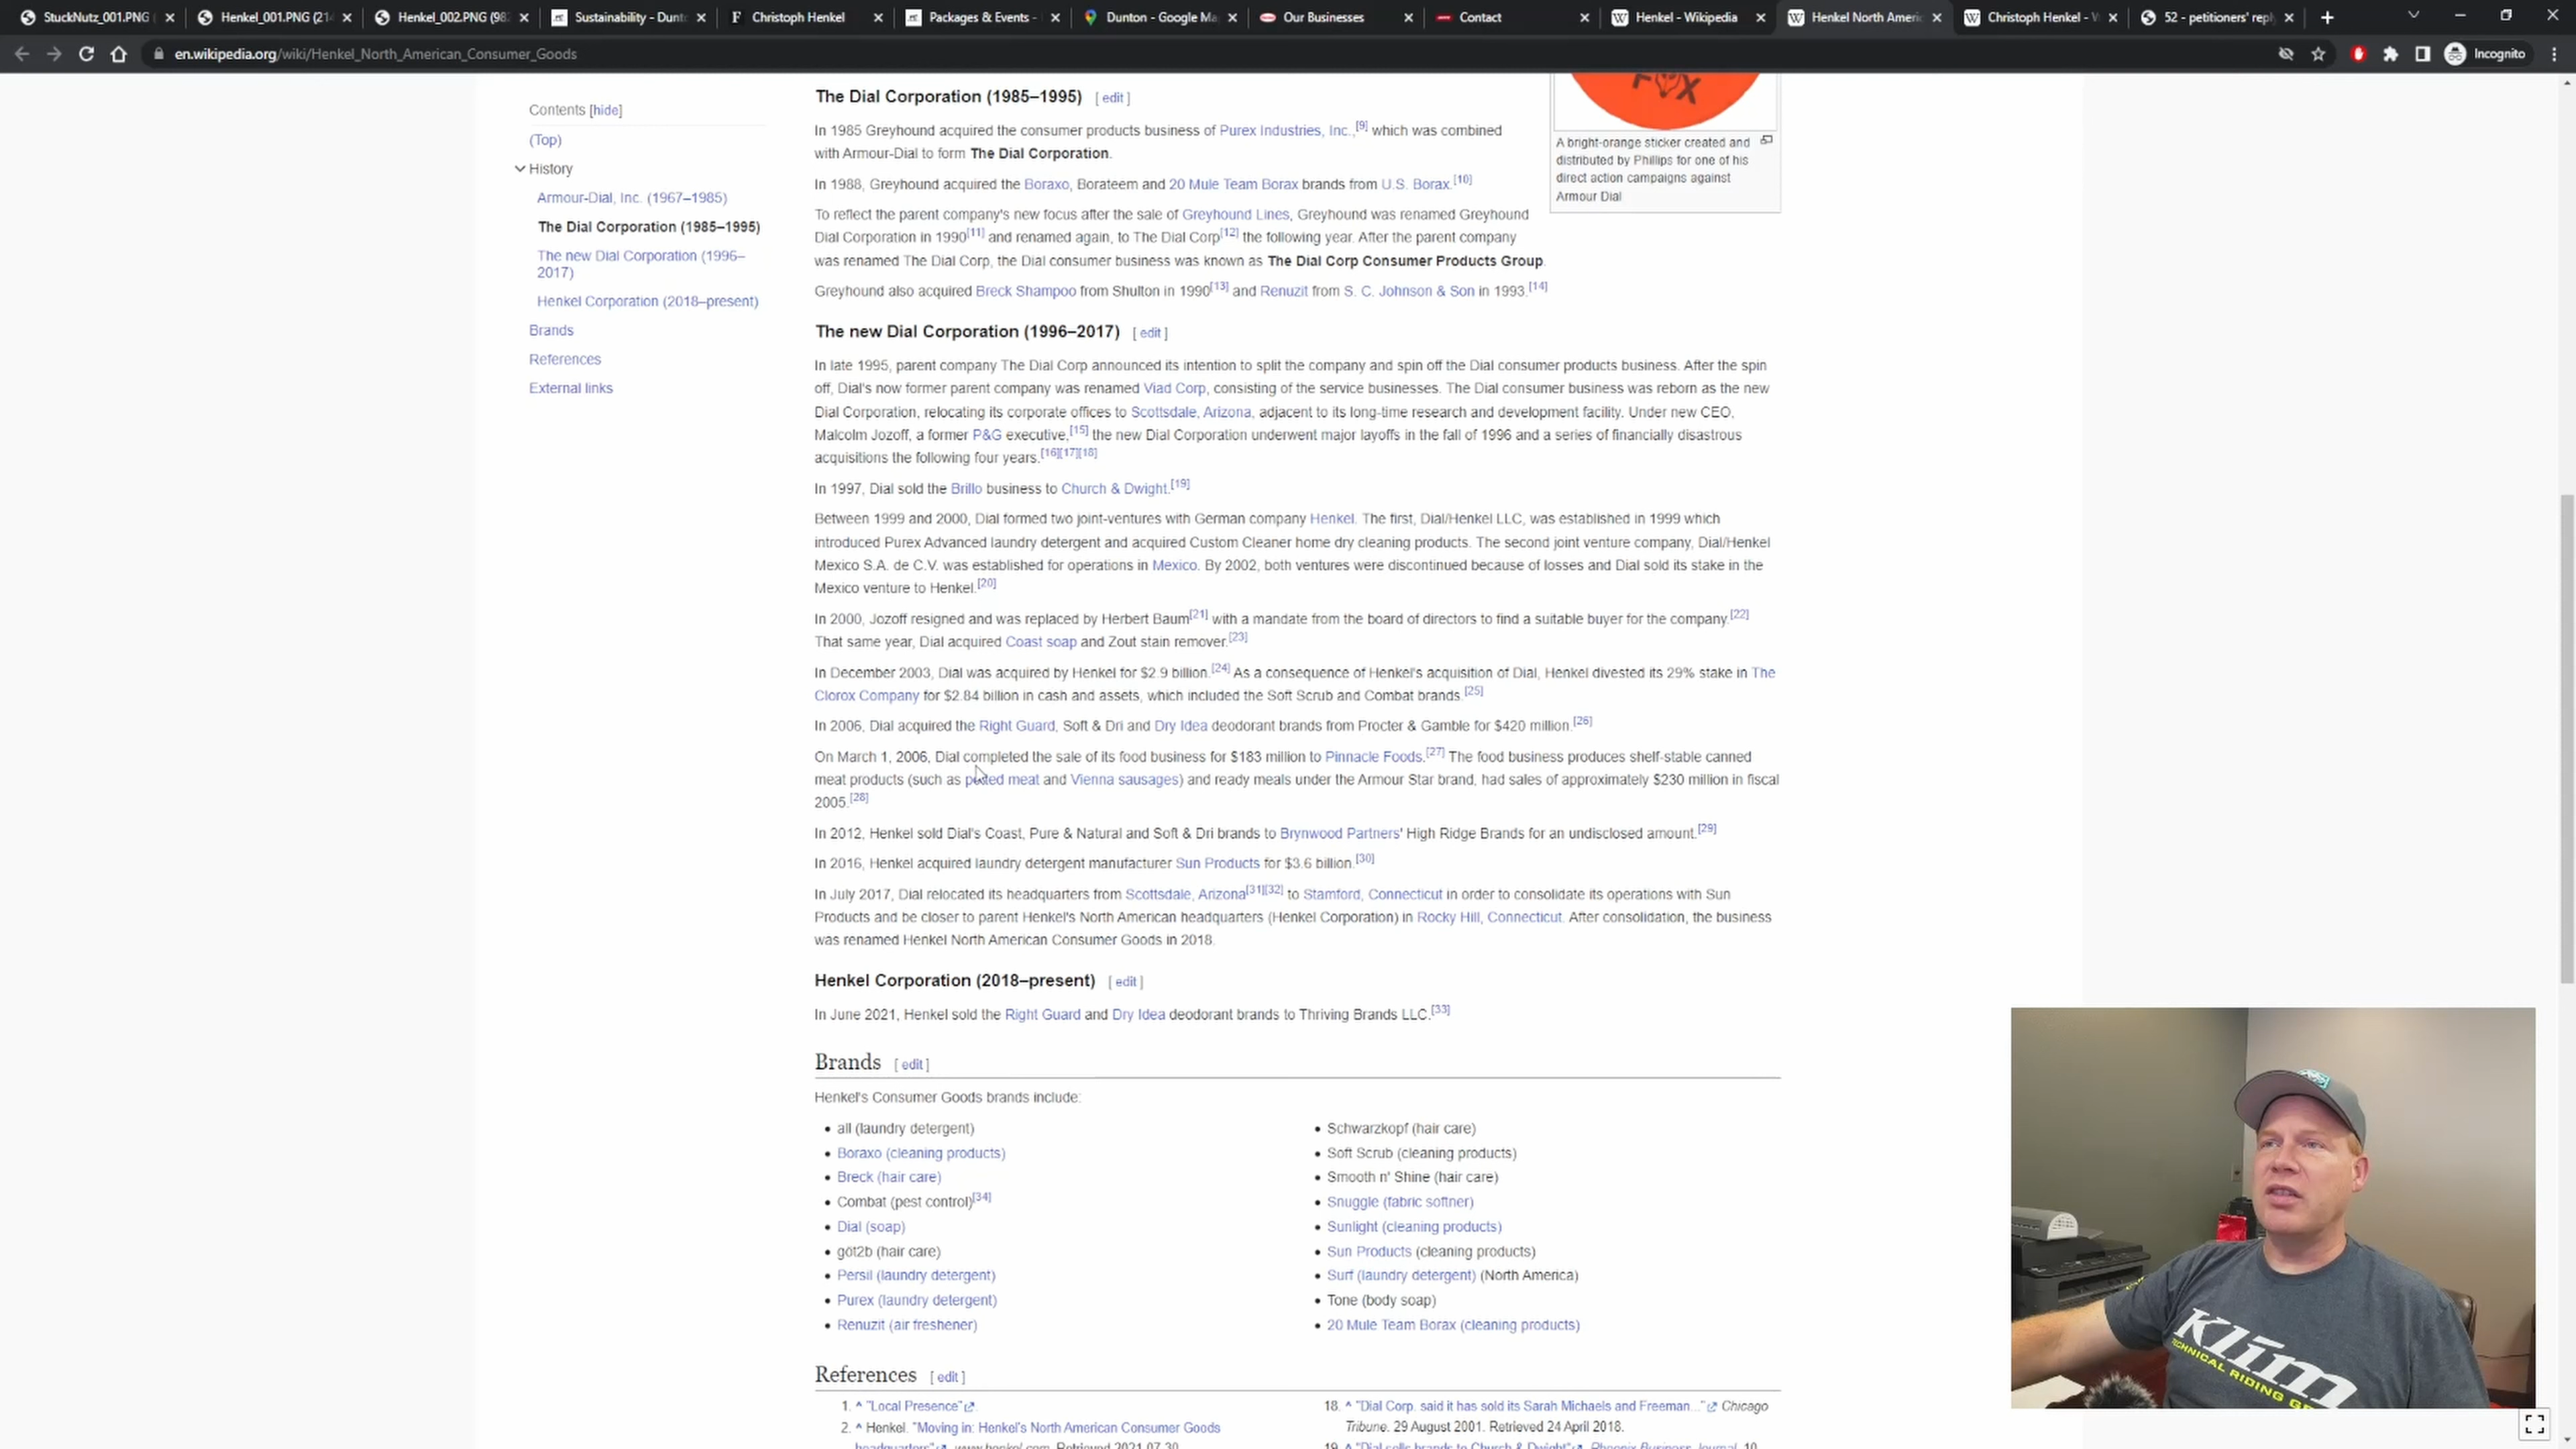 StuckNutz_001.PNG
Henkel_001.PNG (21
Henkel_002.PNG (98
Sustainability - Dunt
Christoph Henkel
Packages & Events -
Dunton - Google Ma
Our Businesses
Contact
Henkel - Wikipedia
Henkel North Americ
Christoph Henkel - W
52 - petitioners' repl
en.wikipedia.org/wiki/Henkel_North_American_Consumer_Goods
Incognito
Contents [hide]
(Top)
History
Armour-Dial, Inc. (1967–1985)
The Dial Corporation (1985–1995)
The new Dial Corporation (1996–
2017)
Henkel Corporation (2018–present)
Brands
References
External links
The Dial Corporation (1985–1995) [ edit ]
In 1985 Greyhound acquired the consumer products business of Purex Industries, Inc.,[9] which was combined
with Armour-Dial to form The Dial Corporation.
In 1988, Greyhound acquired the Boraxo, Borateem and 20 Mule Team Borax brands from U.S. Borax.[10]
To reflect the parent company's new focus after the sale of Greyhound Lines, Greyhound was renamed Greyhound
Dial Corporation in 1990[11] and renamed again, to The Dial Corp[12] the following year. After the parent company
was renamed The Dial Corp, the Dial consumer business was known as The Dial Corp Consumer Products Group.
Greyhound also acquired Breck Shampoo from Shulton in 1990[13] and Renuzit from S. C. Johnson & Son in 1993.[14]
FOX
A bright-orange sticker created and
distributed by Phillips for one of his
direct action campaigns against
Armour Dial
The new Dial Corporation (1996–2017) [ edit ]
In late 1995, parent company The Dial Corp announced its intention to split the company and spin off the Dial consumer products business. After the spin
off, Dial's now former parent company was renamed Viad Corp, consisting of the service businesses. The Dial consumer business was reborn as the new
Dial Corporation, relocating its corporate offices to Scottsdale, Arizona, adjacent to its long-time research and development facility. Under new CEO,
Malcolm Jozoff, a former P&G executive,[15] the new Dial Corporation underwent major layoffs in the fall of 1996 and a series of financially disastrous
acquisitions the following four years.[16][17][18]
In 1997, Dial sold the Brillo business to Church & Dwight.[19]
Between 1999 and 2000, Dial formed two joint-ventures with German company Henkel. The first, Dial/Henkel LLC, was established in 1999 which
introduced Purex Advanced laundry detergent and acquired Custom Cleaner home dry cleaning products. The second joint venture company, Dial/Henkel
Mexico S.A. de C.V. was established for operations in Mexico. By 2002, both ventures were discontinued because of losses and Dial sold its stake in the
Mexico venture to Henkel.[20]
In 2000, Jozoff resigned and was replaced by Herbert Baum[21] with a mandate from the board of directors to find a suitable buyer for the company.[22]
That same year, Dial acquired Coast soap and Zout stain remover.[23]
In December 2003, Dial was acquired by Henkel for $2.9 billion.[24] As a consequence of Henkel's acquisition of Dial, Henkel divested its 29% stake in The
Clorox Company for $2.84 billion in cash and assets, which included the Soft Scrub and Combat brands.[25]
In 2006, Dial acquired the Right Guard, Soft & Dri and Dry Idea deodorant brands from Procter & Gamble for $420 million.[26]
On March 1, 2006, Dial completed the sale of its food business for $183 million to Pinnacle Foods.[27] The food business produces shelf-stable canned
meat products (such as potted meat and Vienna sausages) and ready meals under the Armour Star brand, had sales of approximately $230 million in fiscal
2005.[28]
In 2012, Henkel sold Dial's Coast, Pure & Natural and Soft & Dri brands to Brynwood Partners' High Ridge Brands for an undisclosed amount.[29]
In 2016, Henkel acquired laundry detergent manufacturer Sun Products for $3.6 billion.[30]
In July 2017, Dial relocated its headquarters from Scottsdale, Arizona[31][32] to Stamford, Connecticut in order to consolidate its operations with Sun
Products and be closer to parent Henkel's North American headquarters (Henkel Corporation) in Rocky Hill, Connecticut. After consolidation, the business
was renamed Henkel North American Consumer Goods in 2018.
Henkel Corporation (2018–present) [ edit ]
In June 2021, Henkel sold the Right Guard and Dry Idea deodorant brands to Thriving Brands LLC.[33]
Brands [ edit ]
Henkel's Consumer Goods brands include:
• all (laundry detergent)
• Boraxo (cleaning products)
• Breck (hair care)
• Combat (pest control)[34]
• Dial (soap)
• göt2b (hair care)
• Persil (laundry detergent)
• Purex (laundry detergent)
• Renuzit (air freshener)
• Schwarzkopf (hair care)
• Soft Scrub (cleaning products)
• Smooth n' Shine (hair care)
• Snuggle (fabric softner)
• Sunlight (cleaning products)
• Sun Products (cleaning products)
• Surf (laundry detergent) (North America)
• Tone (body soap)
• 20 Mule Team Borax (cleaning products)
References [ edit ]
1. ^ "Local Presence"
2. ^ Henkel. "Moving in: Henkel's North American Consumer Goods
headquarters". www.henkel.com. Retrieved 2021-07-30.
18. ^ "Dial Corp. said it has sold its Sarah Michaels and Freeman..." Chicago
Tribune. 29 August 2001. Retrieved 24 April 2018.
19. ^ "Dial sells brands to Church & Dwight". Phoenix Business Journal. 10
Klim
TECHNICAL RIDING G